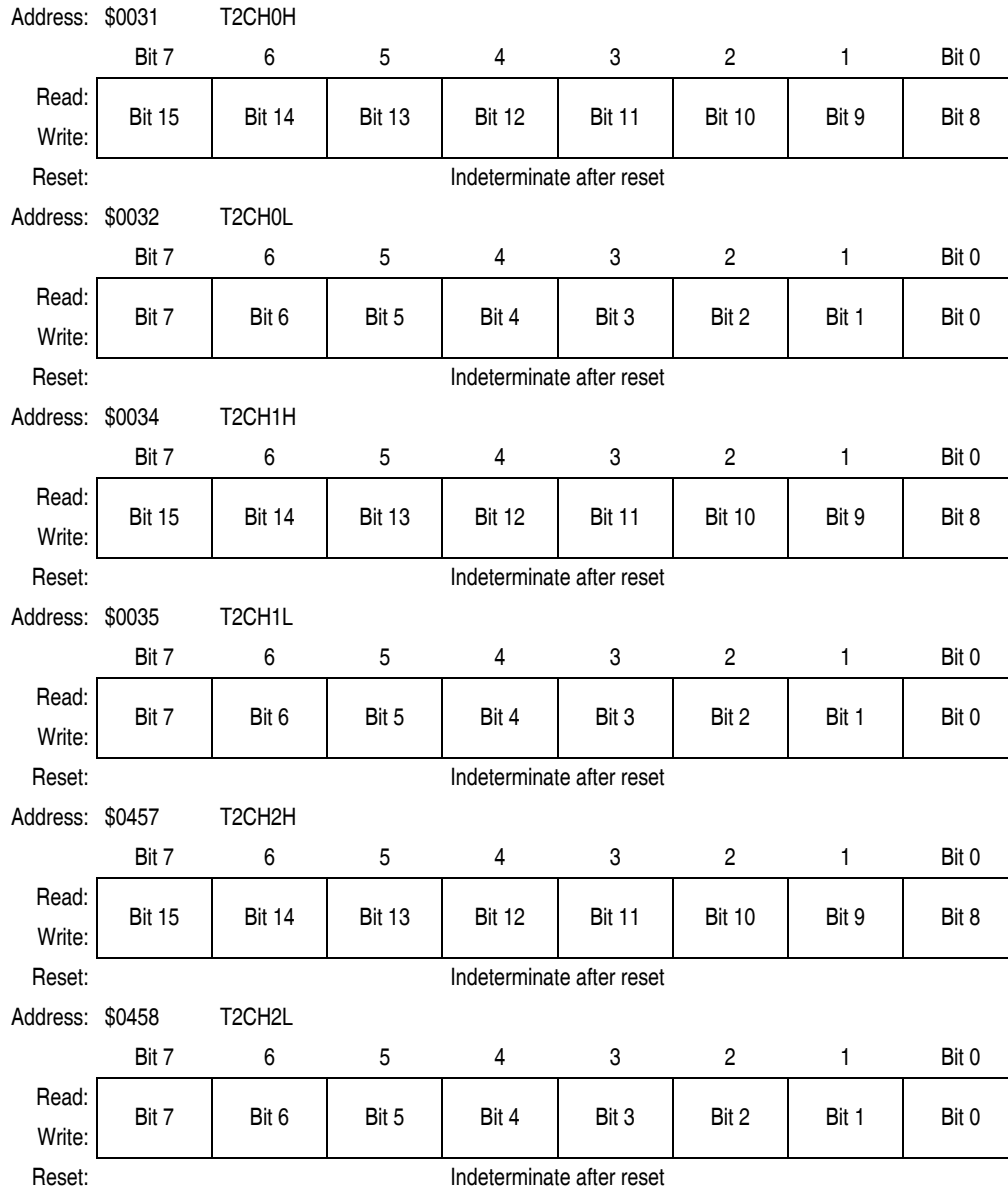 Address: $0031 T2CH0H
Bit 7 6 5 4 3 2 1 Bit 0
Read:
Bit 15 Bit 14 Bit 13 Bit 12 Bit 11 Bit 10 Bit 9 Bit 8
Write:
Reset: Indeterminate after reset
Address: $0032 T2CH0L
Bit 7 6 5 4 3 2 1 Bit 0
Read:
Bit 7 Bit 6 Bit 5 Bit 4 Bit 3 Bit 2 Bit 1 Bit 0
Write:
Reset: Indeterminate after reset
Address: $0034 T2CH1H
Bit 7 6 5 4 3 2 1 Bit 0
Read:
Bit 15 Bit 14 Bit 13 Bit 12 Bit 11 Bit 10 Bit 9 Bit 8
Write:
Reset: Indeterminate after reset
Address: $0035 T2CH1L
Bit 7 6 5 4 3 2 1 Bit 0
Read:
Bit 7 Bit 6 Bit 5 Bit 4 Bit 3 Bit 2 Bit 1 Bit 0
Write:
Reset: Indeterminate after reset
Address: $0457 T2CH2H
Bit 7 6 5 4 3 2 1 Bit 0
Read:
Bit 15 Bit 14 Bit 13 Bit 12 Bit 11 Bit 10 Bit 9 Bit 8
Write:
Reset: Indeterminate after reset
Address: $0458 T2CH2L
Bit 7 6 5 4 3 2 1 Bit 0
Read:
Bit 7 Bit 6 Bit 5 Bit 4 Bit 3 Bit 2 Bit 1 Bit 0
Write:
Reset: Indeterminate after reset